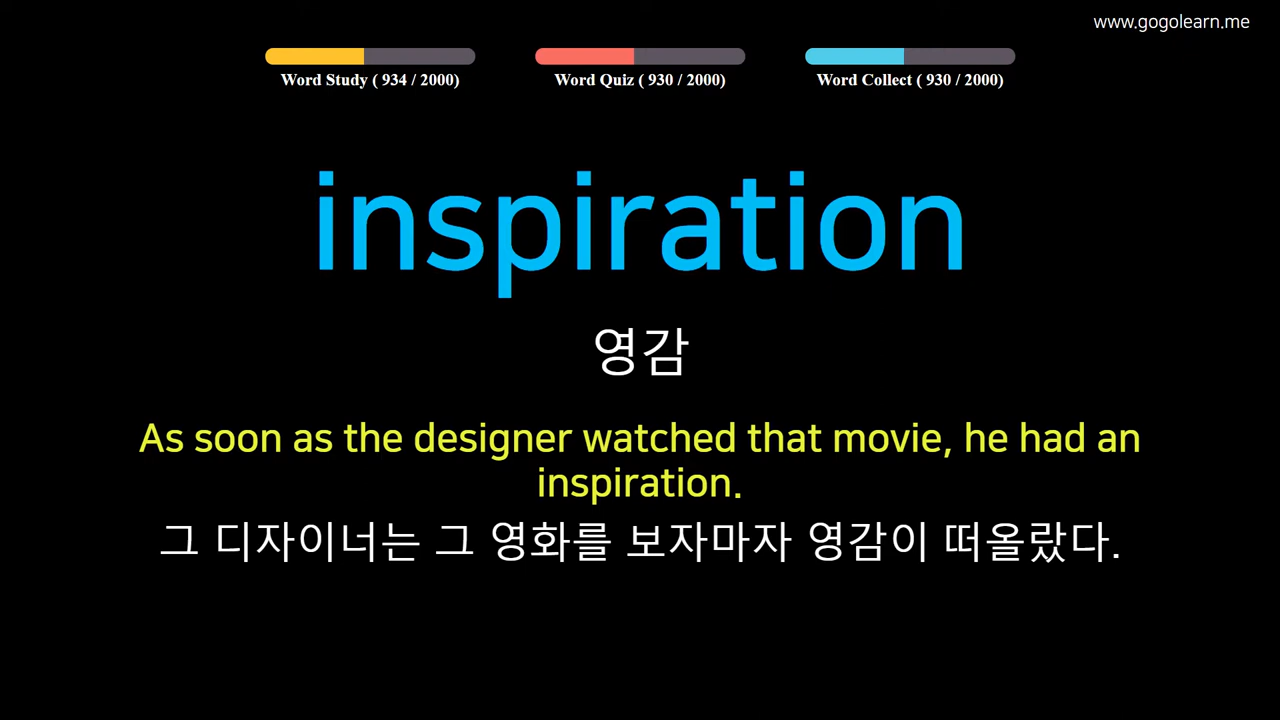 www.gogolearn.me
Word Study ( 934 / 2000)
Word Quiz ( 930 / 2000)
Word Collect ( 930 / 2000)
inspiration
영감
As soon as the designer watched that movie, he had an
inspiration.
그 디자이너는 그 영화를 보자마자 영감이 떠올랐다.